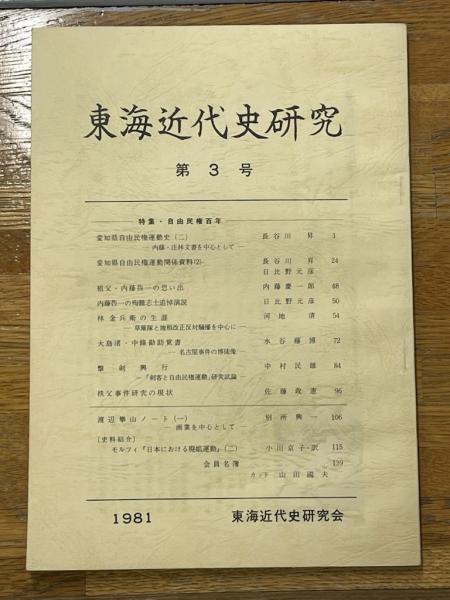 東海近代史研究
第3号
特集・自由民権百年
愛知県自由民権運動史(二) 長谷川昇 1
—内藤・庄林文書を中心として—
愛知県自由民権運動関係資料(2) 長谷川昇 24
日比野元彦
祖父・内藤魯一の思い出 内藤慶一郎 48
内藤魯一の殉難志士追悼演説 日比野元彦 50
林金兵衛の生涯 河地清 54
—草薙隊と地租改正反対騒擾を中心に—
大島渚・中條勘助覚書 水谷藤博 72
—名古屋事件の博徒像—
撃剣興行 中村民雄 84
—「剣客と自由民権運動」研究試論—
秩父事件研究の現状 佐藤政憲 96
渡辺崋山ノート(一) 別所興一 106
—画業を中心として—
〔史料紹介〕
モルフィ『日本における廃娼運動』(二) 小川京子・訳 115
会員名簿 139
カット 山田國夫
1981 東海近代史研究会